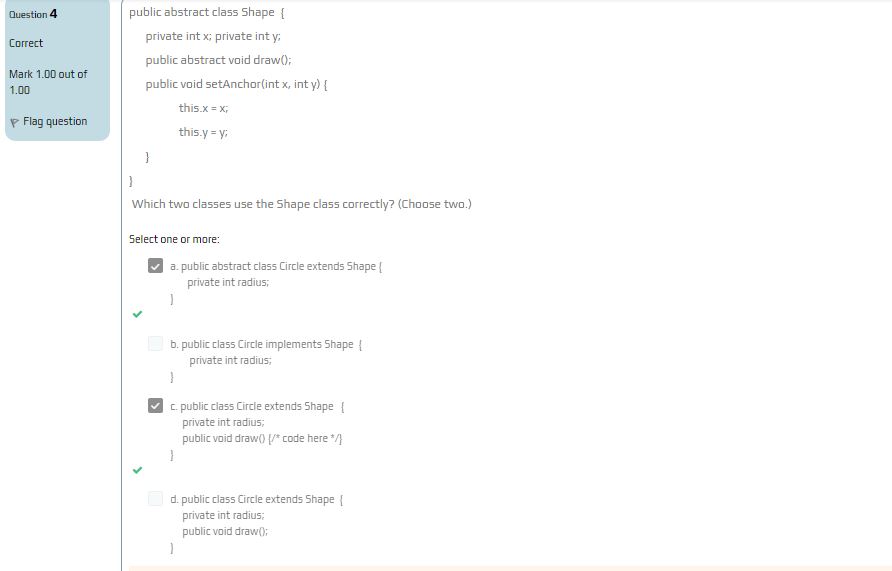 Question 4
Correct
Mark 1.00 out of
1.00
Flag question
public abstract class Shape {
private int x; private int y;
public abstract void draw();
public void setAnchor(int x, int y) {
this.x = x;
this.y = y;
}
}
Which two classes use the Shape class correctly? (Choose two.)
Select one or more:
a. public abstract class Circle extends Shape {
private int radius;
}
b. public class Circle implements Shape {
private int radius;
}
c. public class Circle extends Shape {
private int radius;
public void draw() {/* code here */}
}
d. public class Circle extends Shape {
private int radius;
public void draw();
}